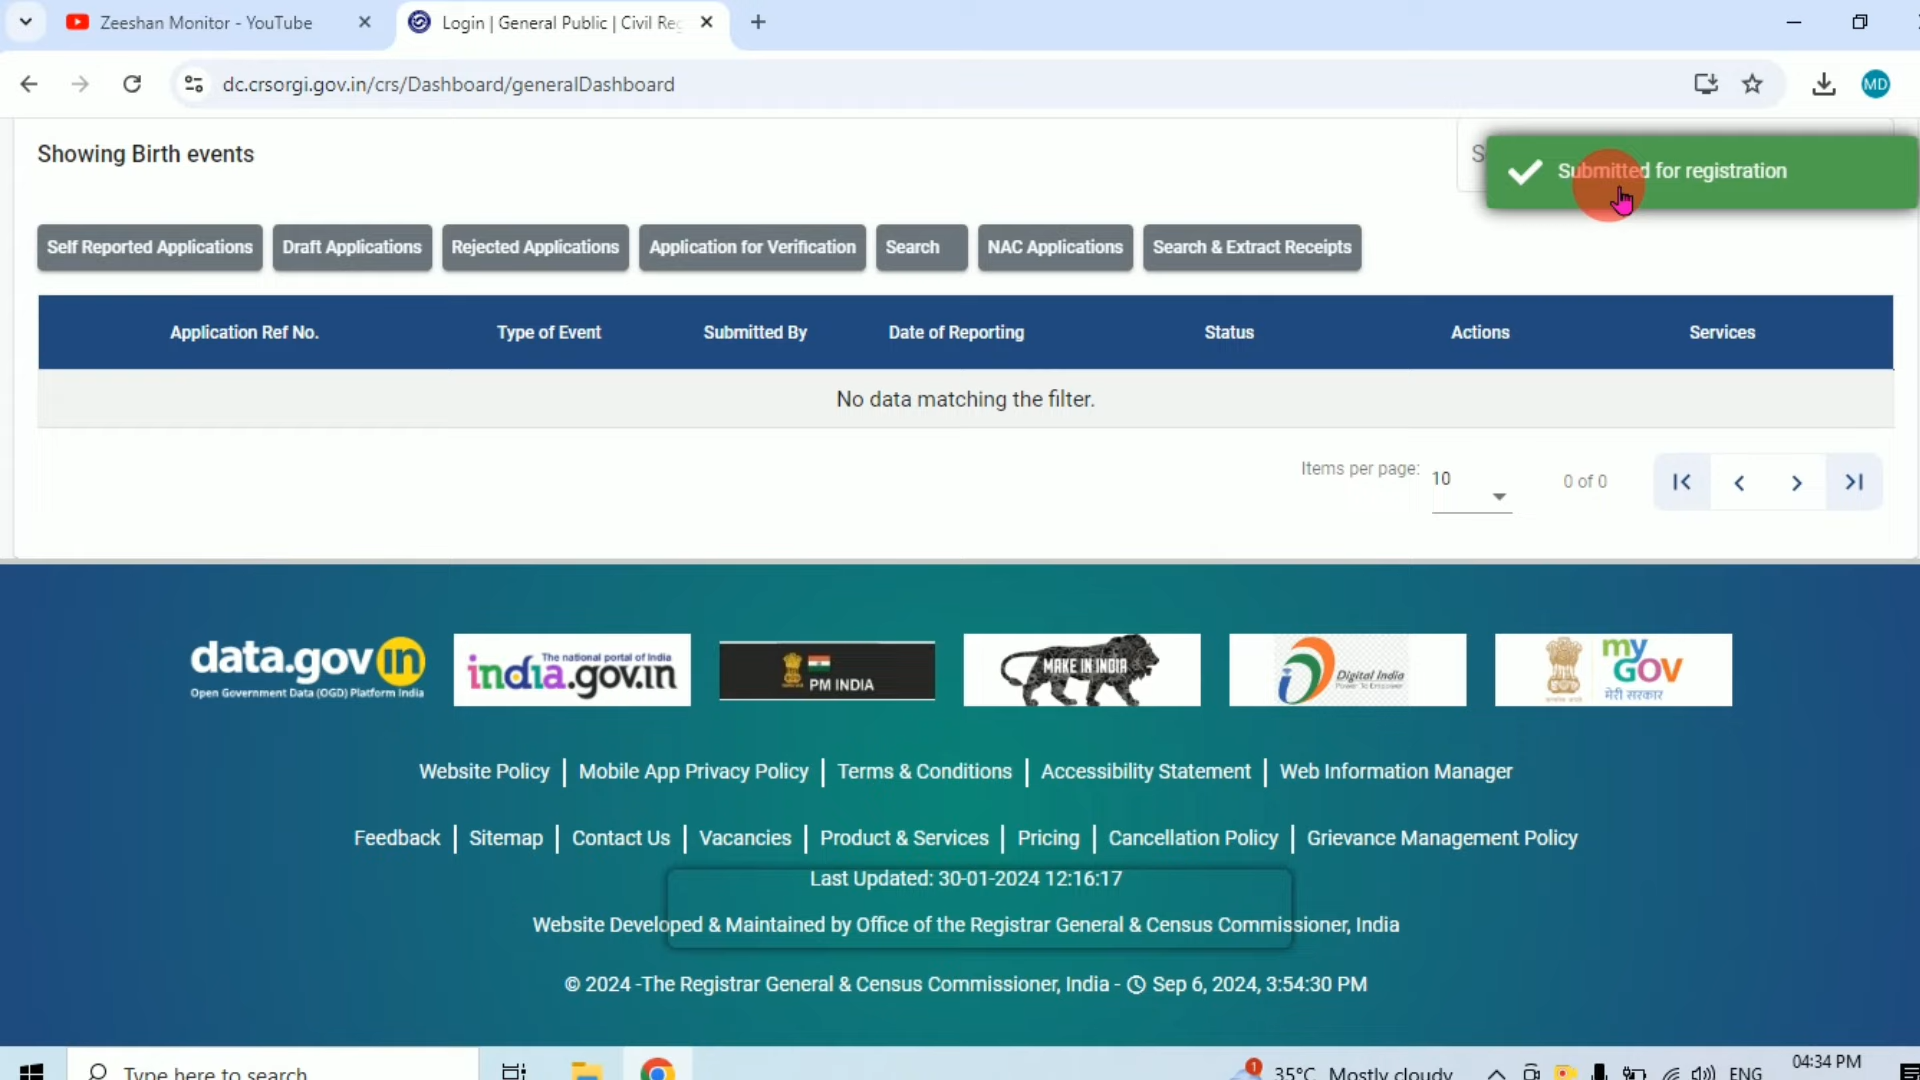 Zeeshan Monitor - YouTube
Login | General Public | Civil Reg
dc.crsorgi.gov.in/crs/Dashboard/generalDashboard
MD
Showing Birth events
S
Submitted for registration
Self Reported Applications
Draft Applications
Rejected Applications
Application for Verification
Search
NAC Applications
Search & Extract Receipts
Application Ref No. Type of Event Submitted By Date of Reporting Status Actions Services
No data matching the filter.
Items per page: 10 0 of 0
data.gov in
Open Government Data (OGD) Platform India
The national portal of India
india.gov.in
PM INDIA
MAKE IN INDIA
Digital India
Power To Empower
my
GOV
मेरी सरकार
Website Policy | Mobile App Privacy Policy | Terms & Conditions | Accessibility Statement | Web Information Manager
Feedback | Sitemap | Contact Us | Vacancies | Product & Services | Pricing | Cancellation Policy | Grievance Management Policy
Last Updated: 30-01-2024 12:16:17
Website Developed & Maintained by Office of the Registrar General & Census Commissioner, India
© 2024 -The Registrar General & Census Commissioner, India - Sep 6, 2024, 3:54:30 PM
Type here to search
1
35°C Mostly cloudy
ENG
04:34 PM